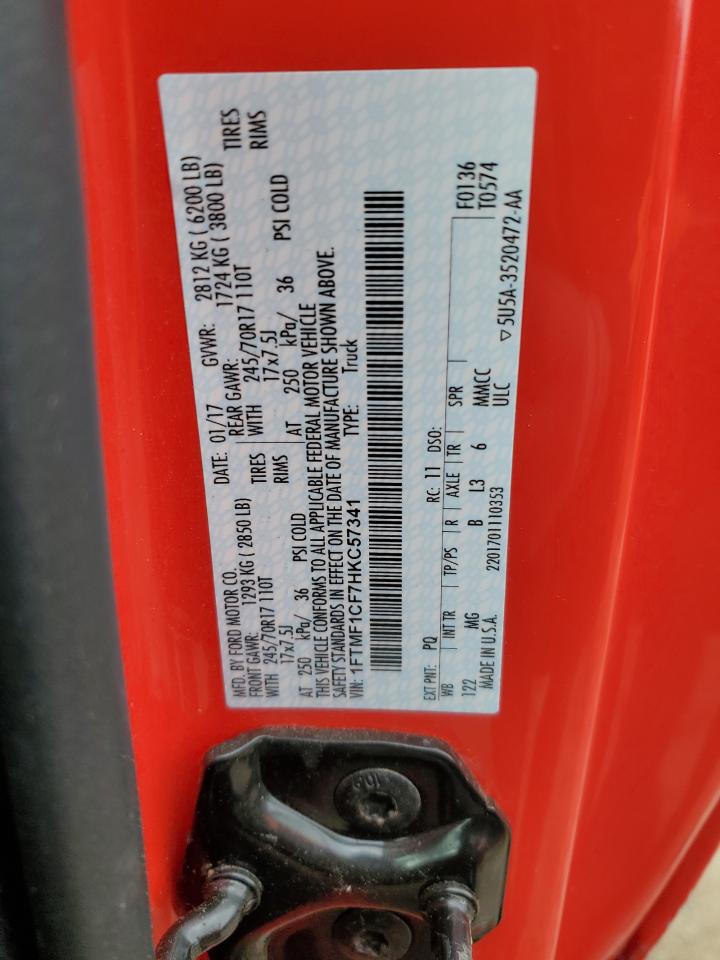 MFD. BY FORD MOTOR CO.
DATE: 01/17 GVWR: 2812 KG ( 6200 LB)
FRONT GAWR: 1293 KG ( 2850 LB) REAR GAWR: 1724 KG ( 3800 LB)
WITH 245/70R17 110T TIRES WITH 245/70R17 110T TIRES
17x7.5J RIMS 17x7.5J RIMS
AT 250 kPa/ 36 PSI COLD AT 250 kPa/ 36 PSI COLD
THIS VEHICLE CONFORMS TO ALL APPLICABLE FEDERAL MOTOR VEHICLE
SAFETY STANDARDS IN EFFECT ON THE DATE OF MANUFACTURE SHOWN ABOVE.
VIN: 1FTMF1CF7HKC57341 TYPE: Truck
EXT PNT: PQ RC: 11 DSO: F0136
WB INT TR TP/PS R AXLE TR SPR T0574
122 MG B L3 6 MMCC
MADE IN U.S.A. 2201701110353 ULC
▽5U5A-3520472-AA